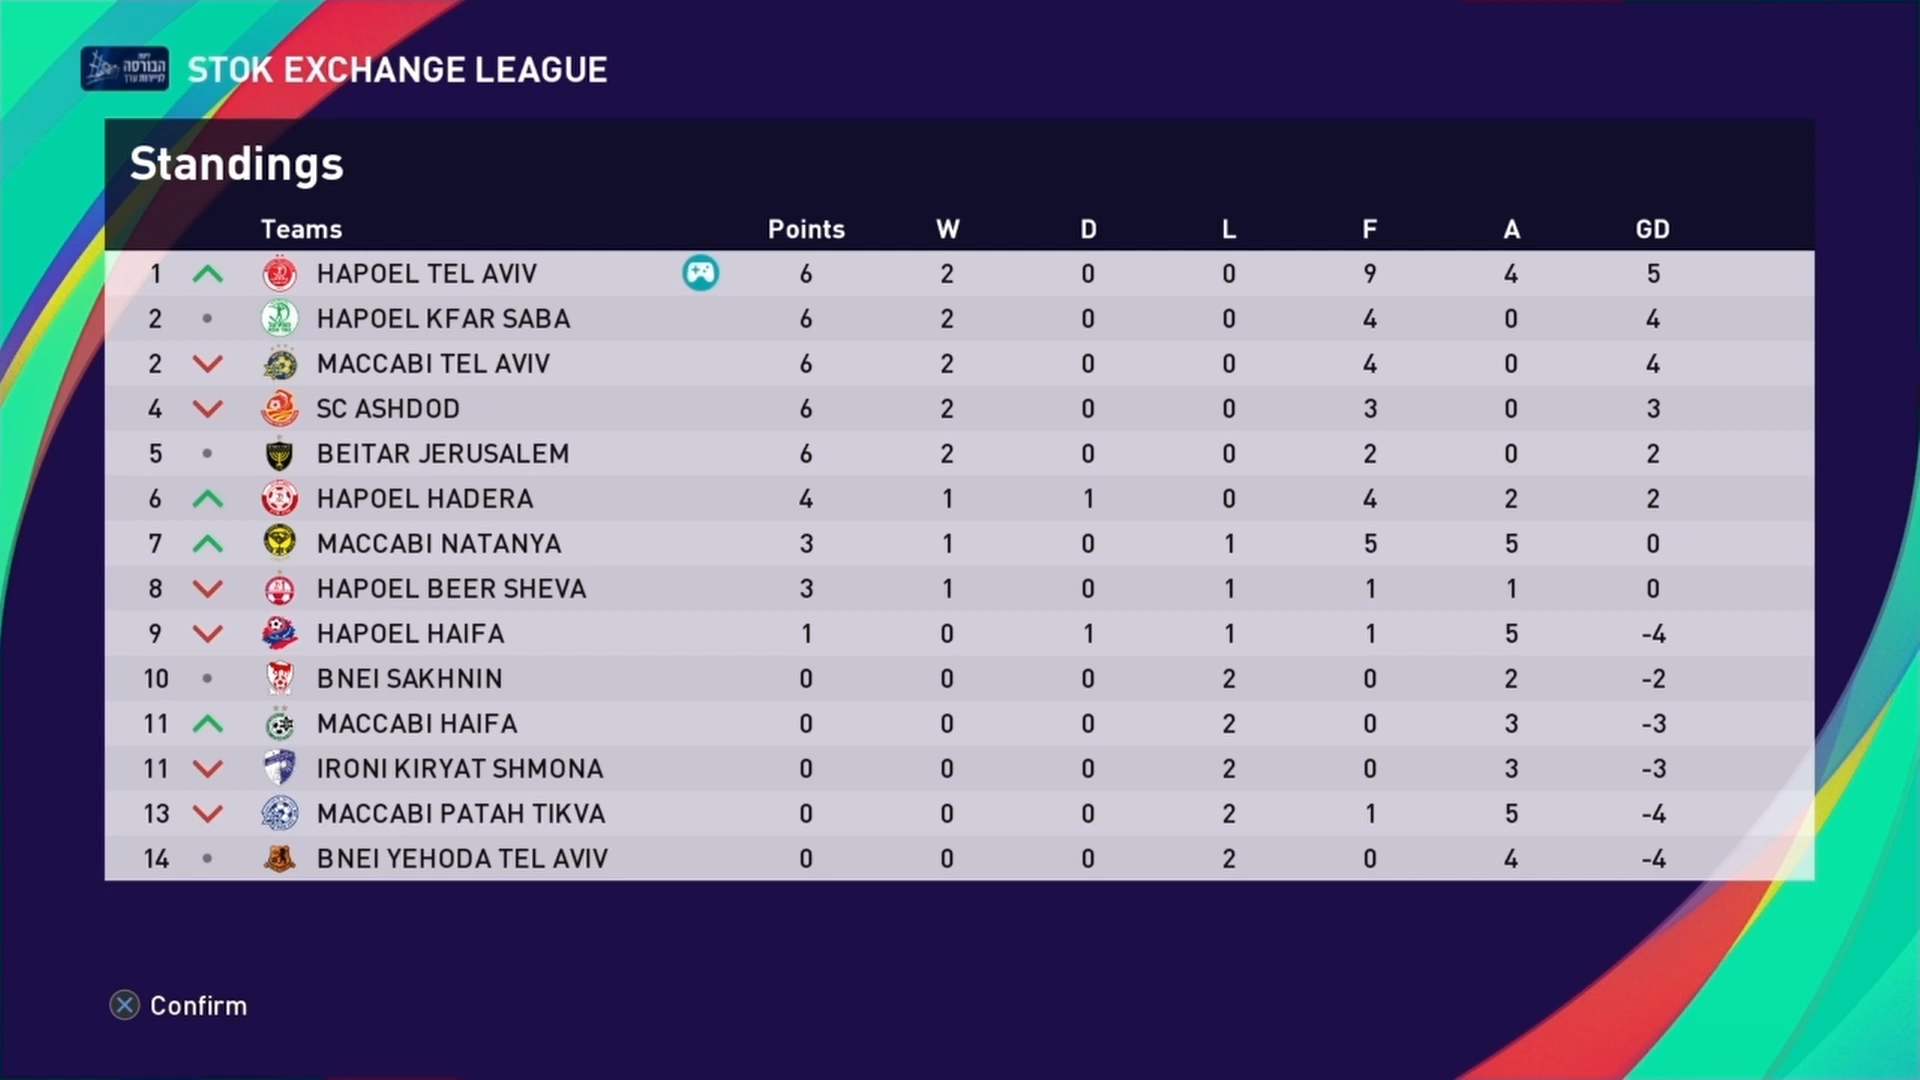 הבורסה
STOK EXCHANGE LEAGUE
Standings
Teams Points W D L F A GD
1 HAPOEL TEL AVIV 6 2 0 0 9 4 5
2 HAPOEL KFAR SABA 6 2 0 0 4 0 4
2 MACCABI TEL AVIV 6 2 0 0 4 0 4
4 SC ASHDOD 6 2 0 0 3 0 3
5 BEITAR JERUSALEM 6 2 0 0 2 0 2
6 HAPOEL HADERA 4 1 1 0 4 2 2
7 MACCABI NATANYA 3 1 0 1 5 5 0
8 HAPOEL BEER SHEVA 3 1 0 1 1 1 0
9 HAPOEL HAIFA 1 0 1 1 1 5 -4
10 BNEI SAKHNIN 0 0 0 2 0 2 -2
11 MACCABI HAIFA 0 0 0 2 0 3 -3
11 IRONI KIRYAT SHMONA 0 0 0 2 0 3 -3
13 MACCABI PATAH TIKVA 0 0 0 2 1 5 -4
14 BNEI YEHODA TEL AVIV 0 0 0 2 0 4 -4
Confirm